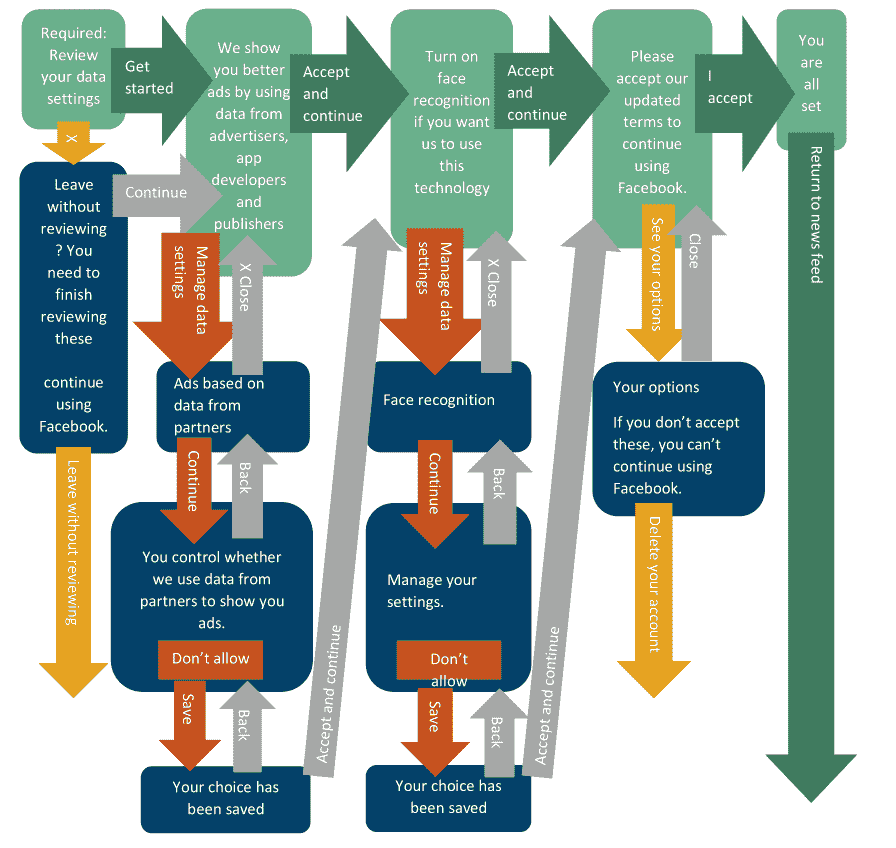 Required:
Review
your data
settings
Get
started
We show
you better
ads by using
data from
advertisers,
app
developers
and
publishers
Accept
and
continue
Turn on
face
recognition
if you want
us to use
this
technology
Accept
and
continue
Please
accept our
updated
terms to
continue
using
Facebook.
I
accept
You
are
all
set
X
Leave
without
reviewing
? You
need to
finish
reviewing
these
continue
using
Facebook.
Continue
Manage data
settings
X Close
Manage data
settings
X Close
See your options
Close
Return to news feed
Ads based on
data from
partners
Face recognition
Your options
If you don’t accept
these, you can’t
continue using
Facebook.
Leave without reviewing
Continue
Back
Continue
Back
Delete your account
You control whether
we use data from
partners to show you
ads.
Don’t allow
Manage your
settings.
Don’t
allow
Save
Back
Accept and continue
Save
Back
Accept and continue
Your choice has
been saved
Your choice has
been saved